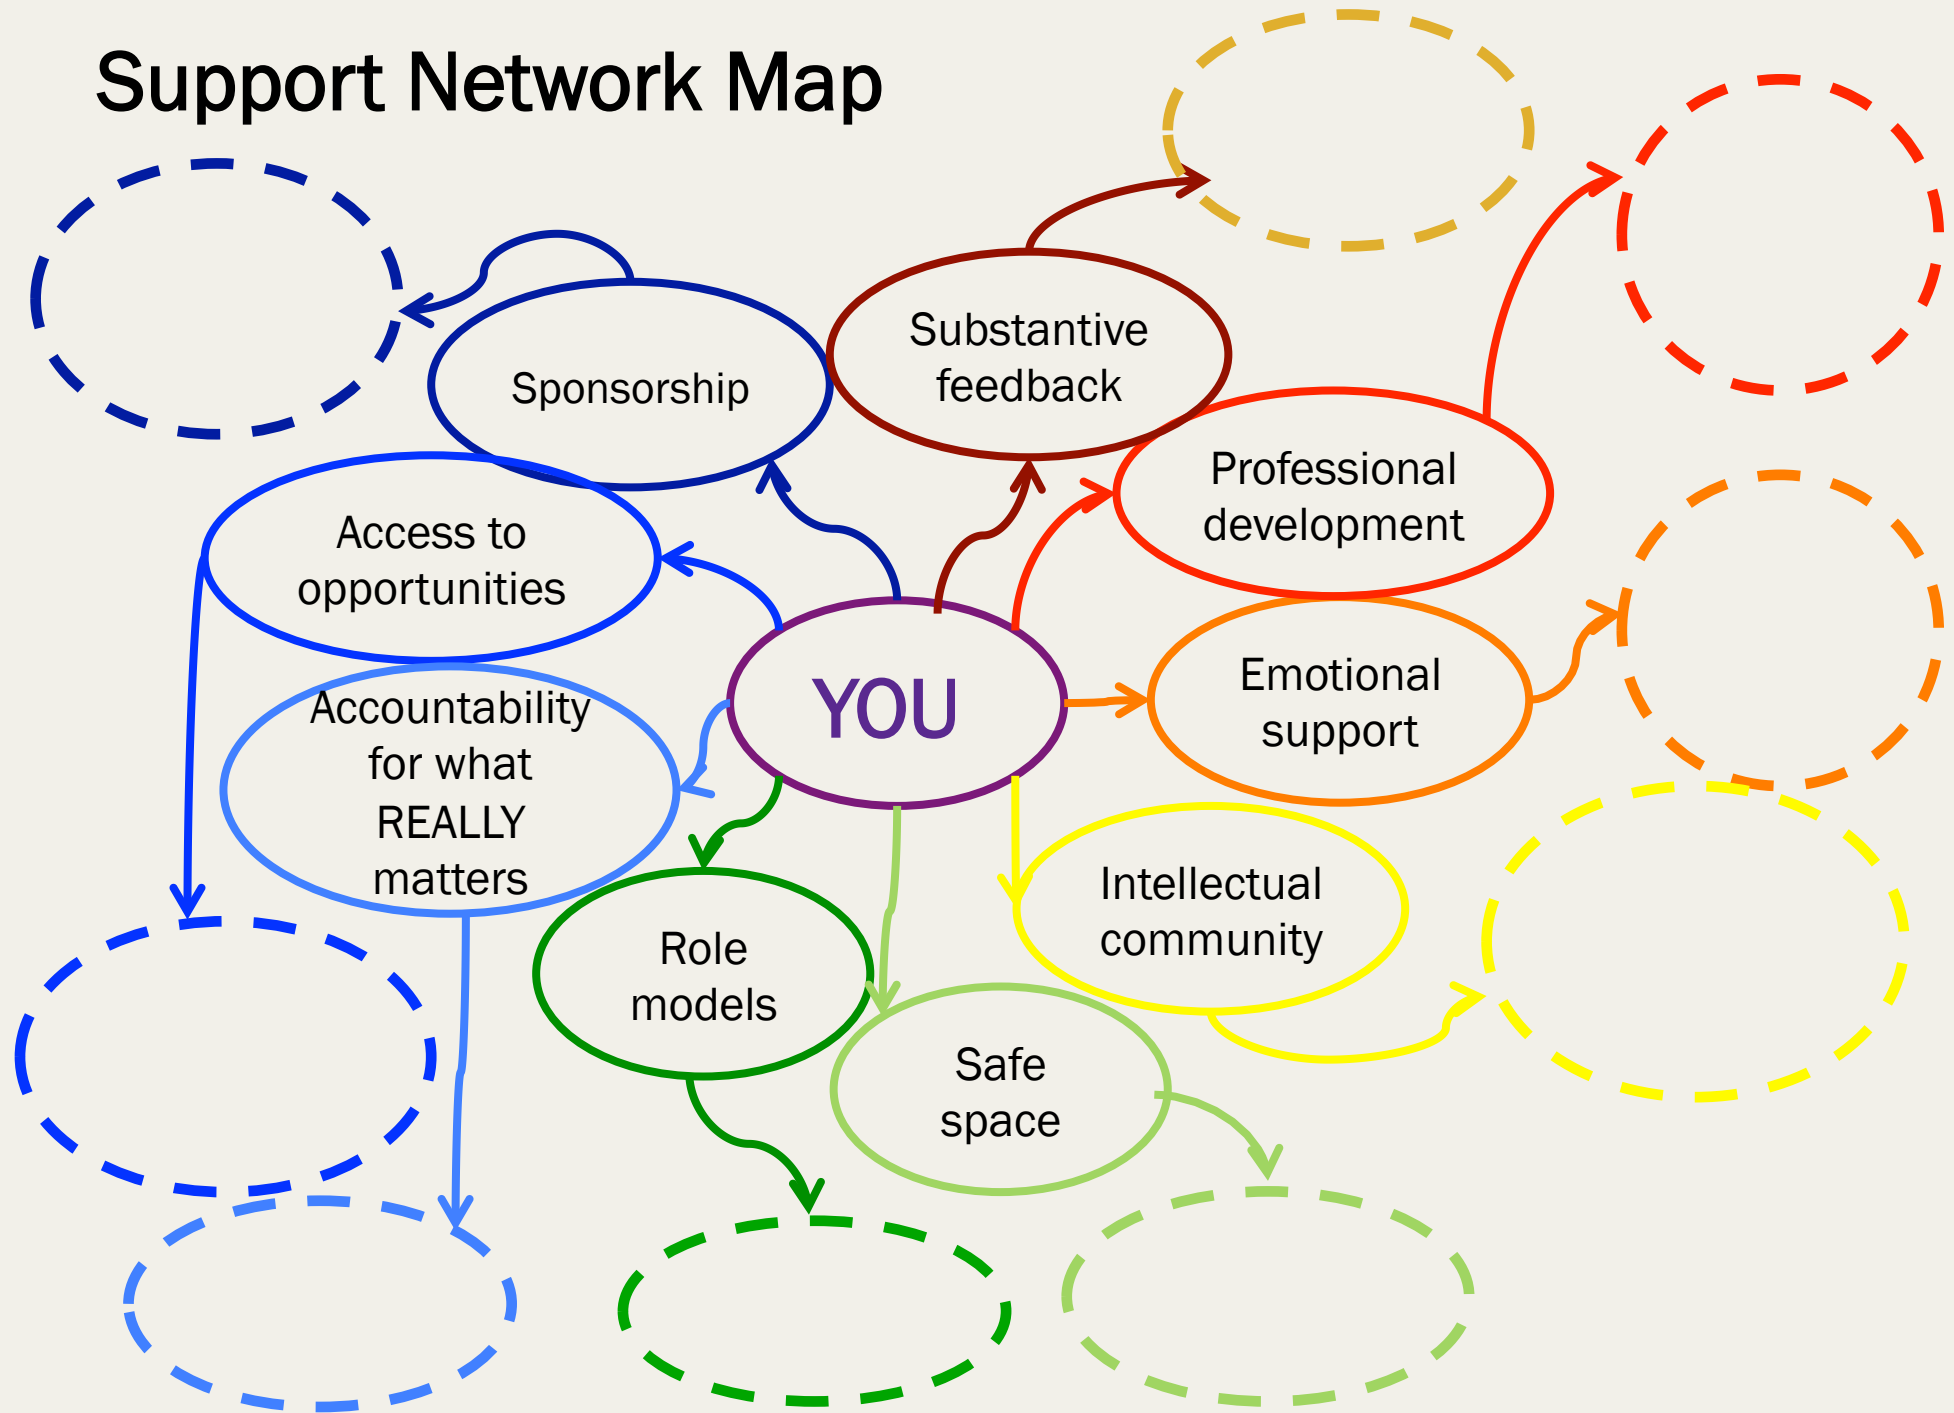 Support Network Map
Substantive
feedback
Sponsorship
Professional
development
Access to
opportunities
Emotional
support
YOU
Accountability
for what
REALLY
matters
Intellectual
community
Role
models
Safe
space